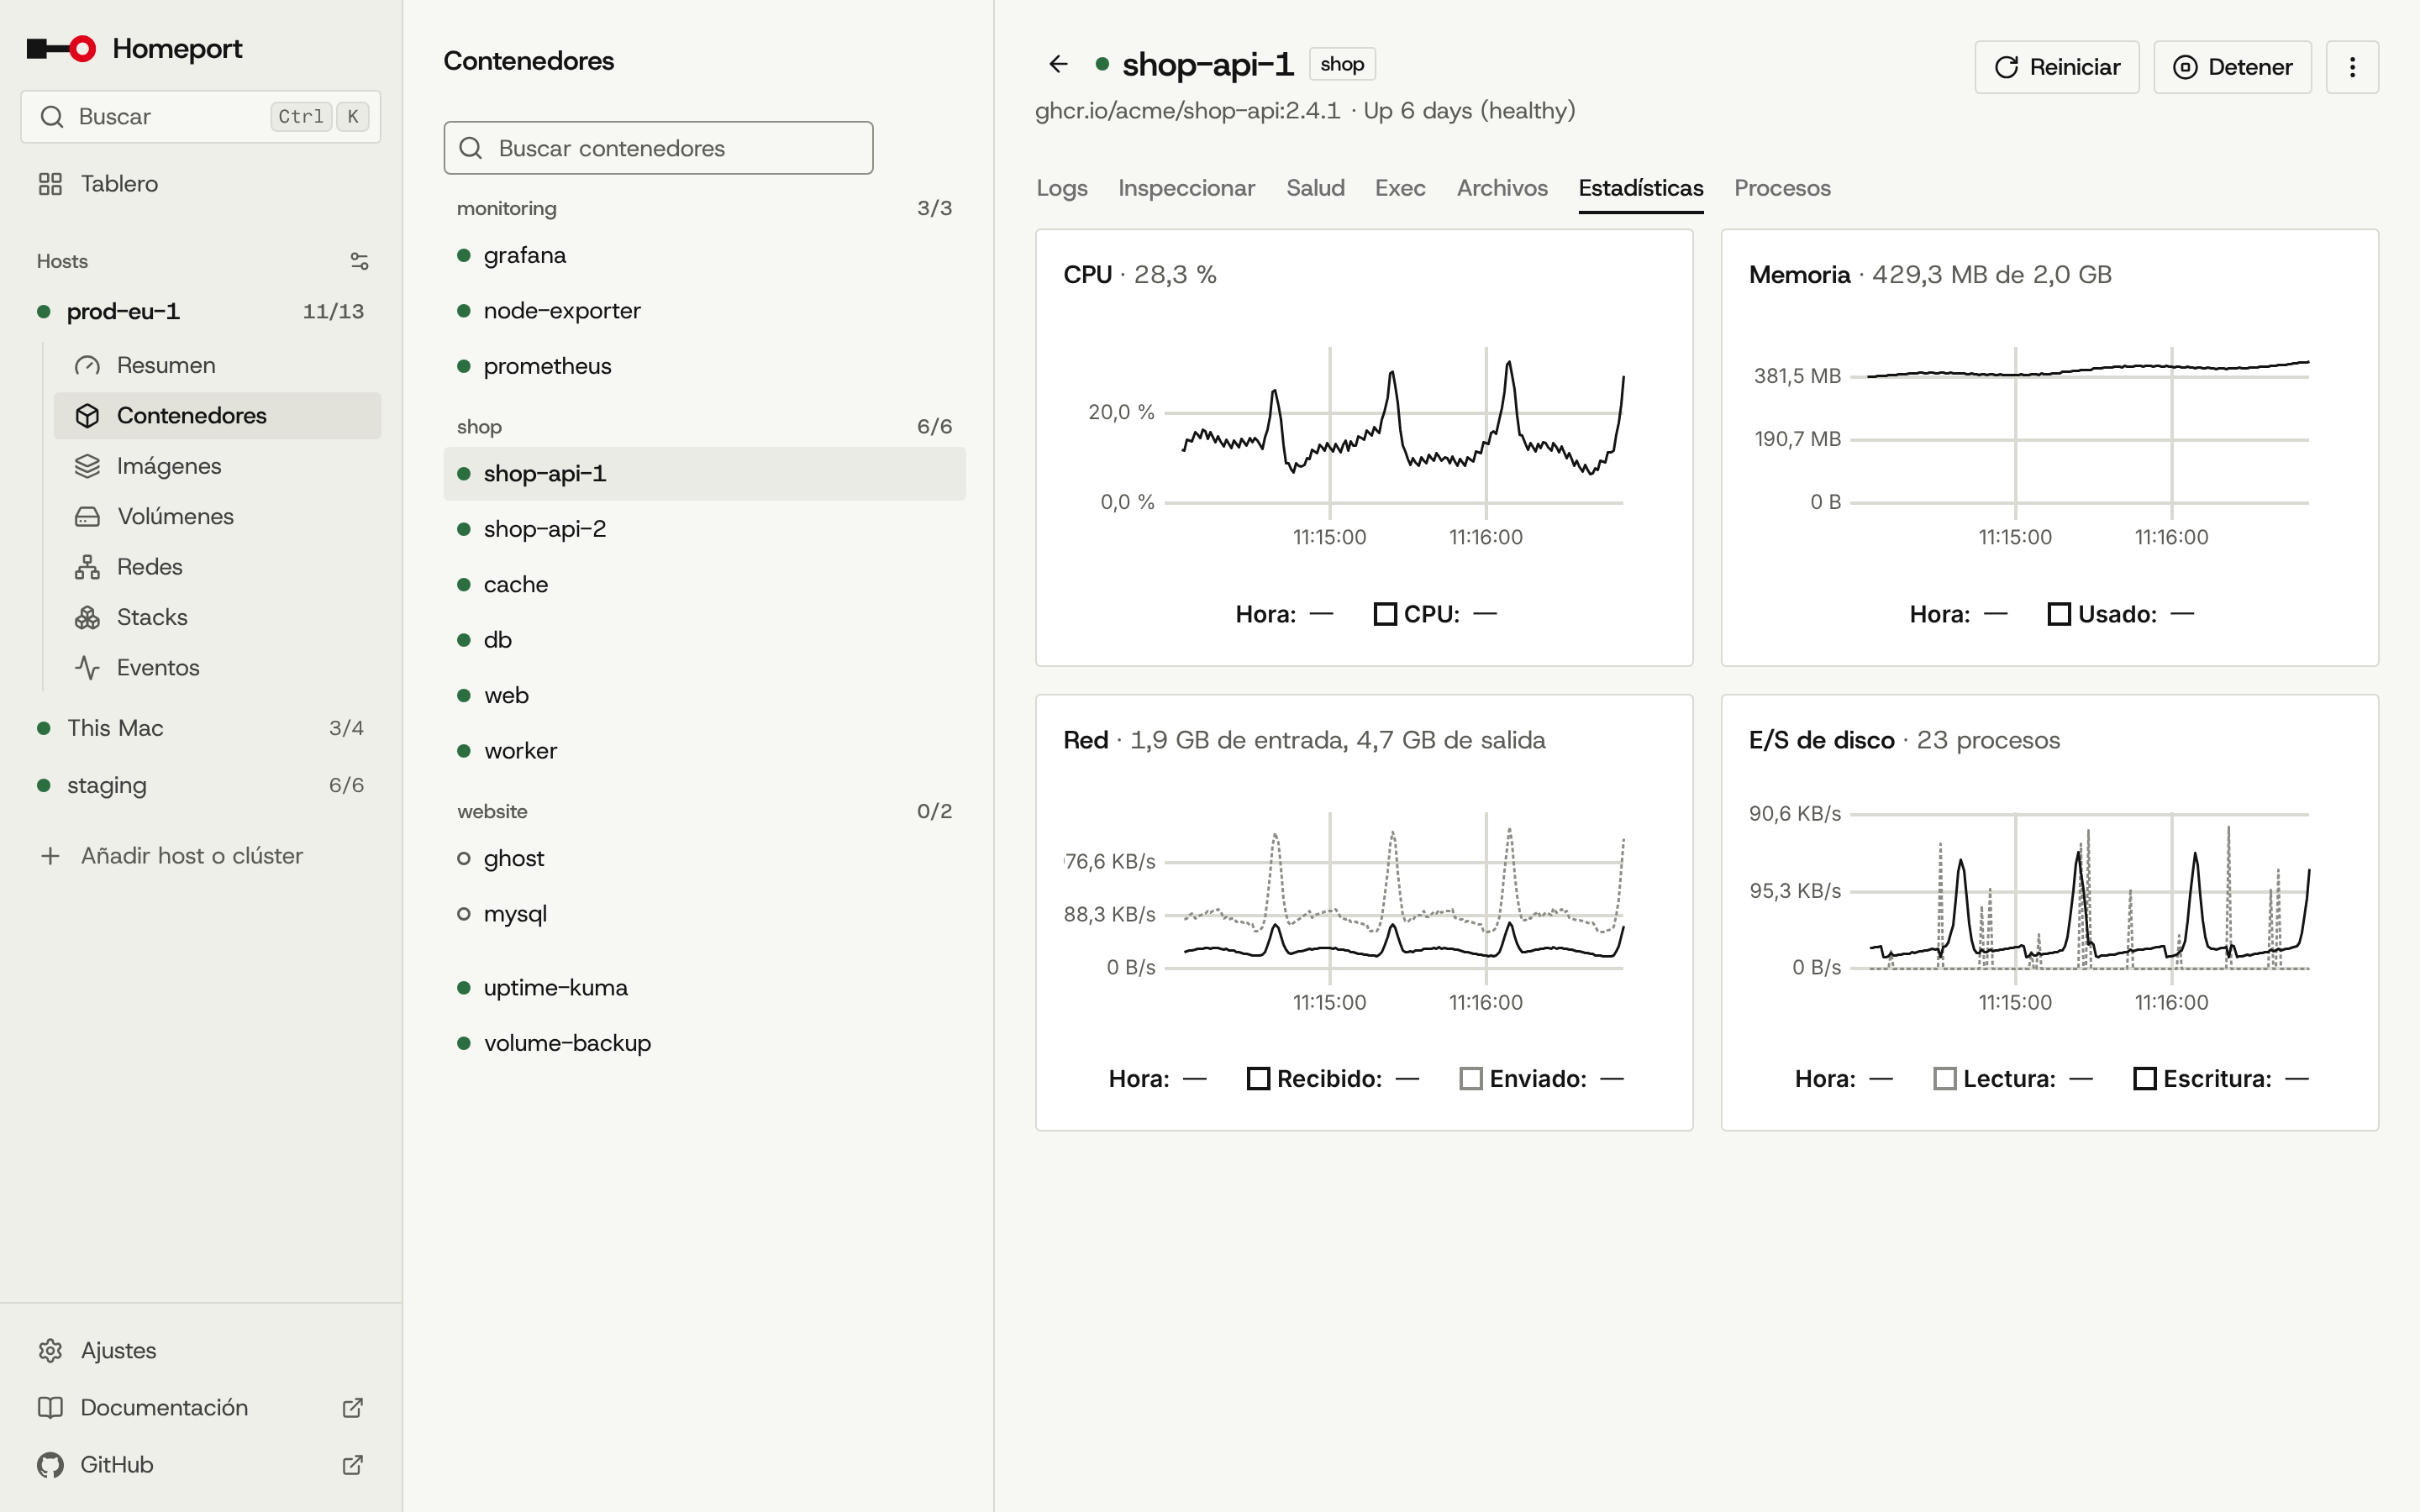 Homeport
Buscar Ctrl K
Tablero
Hosts
prod-eu-1 11/13
Resumen
Contenedores
Imágenes
Volúmenes
Redes
Stacks
Eventos
This Mac 3/4
staging 6/6
Añadir host o clúster
Ajustes
Documentación
GitHub
Contenedores
Buscar contenedores
monitoring 3/3
grafana
node-exporter
prometheus
shop 6/6
shop-api-1
shop-api-2
cache
db
web
worker
website 0/2
ghost
mysql
uptime-kuma
volume-backup
shop-api-1 shop
Reiniciar
Detener
ghcr.io/acme/shop-api:2.4.1 · Up 6 days (healthy)
Logs Inspeccionar Salud Exec Archivos Estadísticas Procesos
CPU · 28,3 %
20,0 %
0,0 %
11:15:00 11:16:00
Hora: — CPU: —
Memoria · 429,3 MB de 2,0 GB
381,5 MB
190,7 MB
0 B
11:15:00 11:16:00
Hora: — Usado: —
Red · 1,9 GB de entrada, 4,7 GB de salida
76,6 KB/s
88,3 KB/s
0 B/s
11:15:00 11:16:00
Hora: — Recibido: — Enviado: —
E/S de disco · 23 procesos
90,6 KB/s
95,3 KB/s
0 B/s
11:15:00 11:16:00
Hora: — Lectura: — Escritura: —